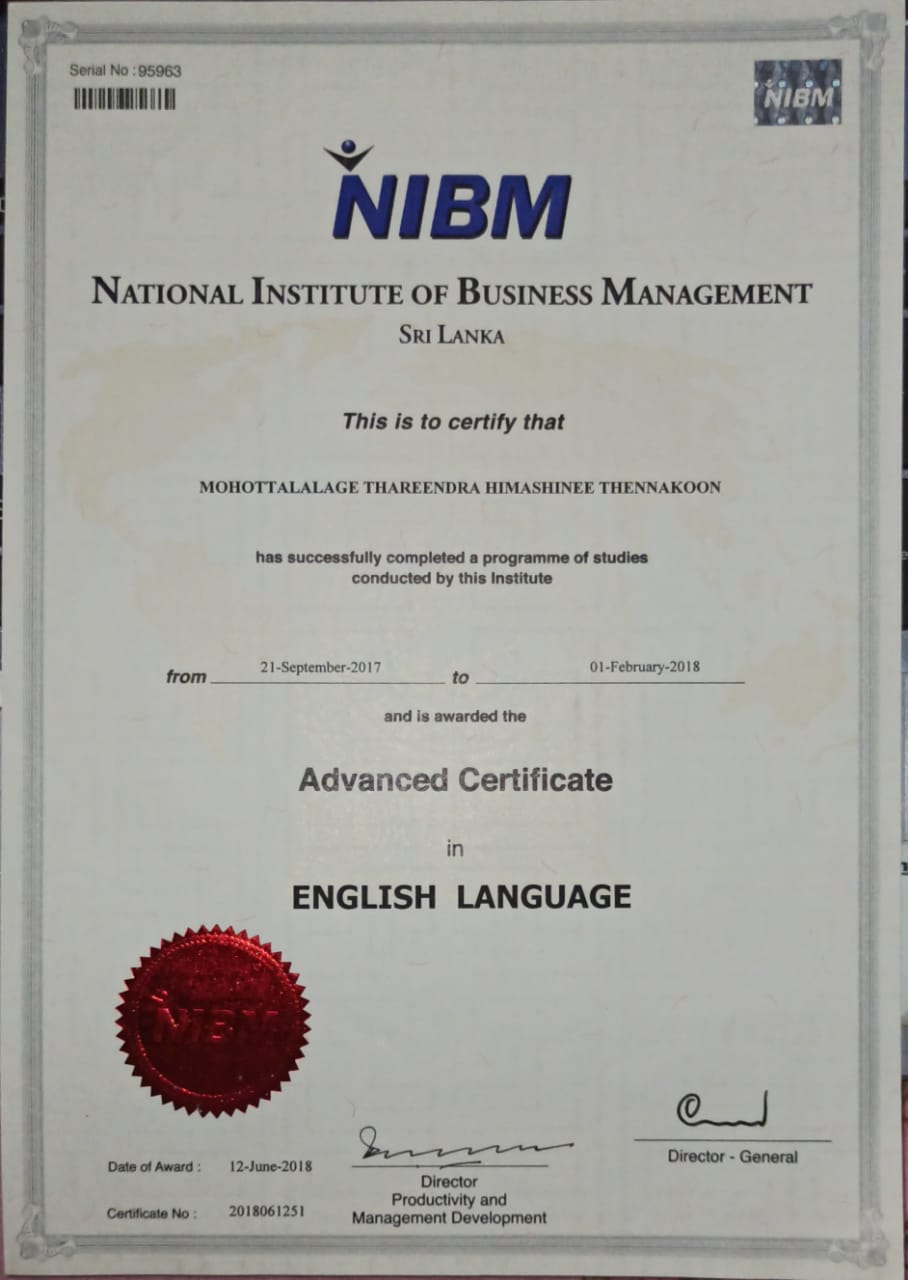 Serial No : 95963
NIBM
NIBM
NATIONAL INSTITUTE OF BUSINESS MANAGEMENT
SRI LANKA
This is to certify that
MOHOTTALALAGE THAREENDRA HIMASHINEE THENNAKOON
has successfully completed a programme of studies
conducted by this Institute
from 21-September-2017 to 01-February-2018
and is awarded the
Advanced Certificate
in
ENGLISH LANGUAGE
NIBM
Date of Award : 12-June-2018
Certificate No : 2018061251
Director
Productivity and
Management Development
Director - General